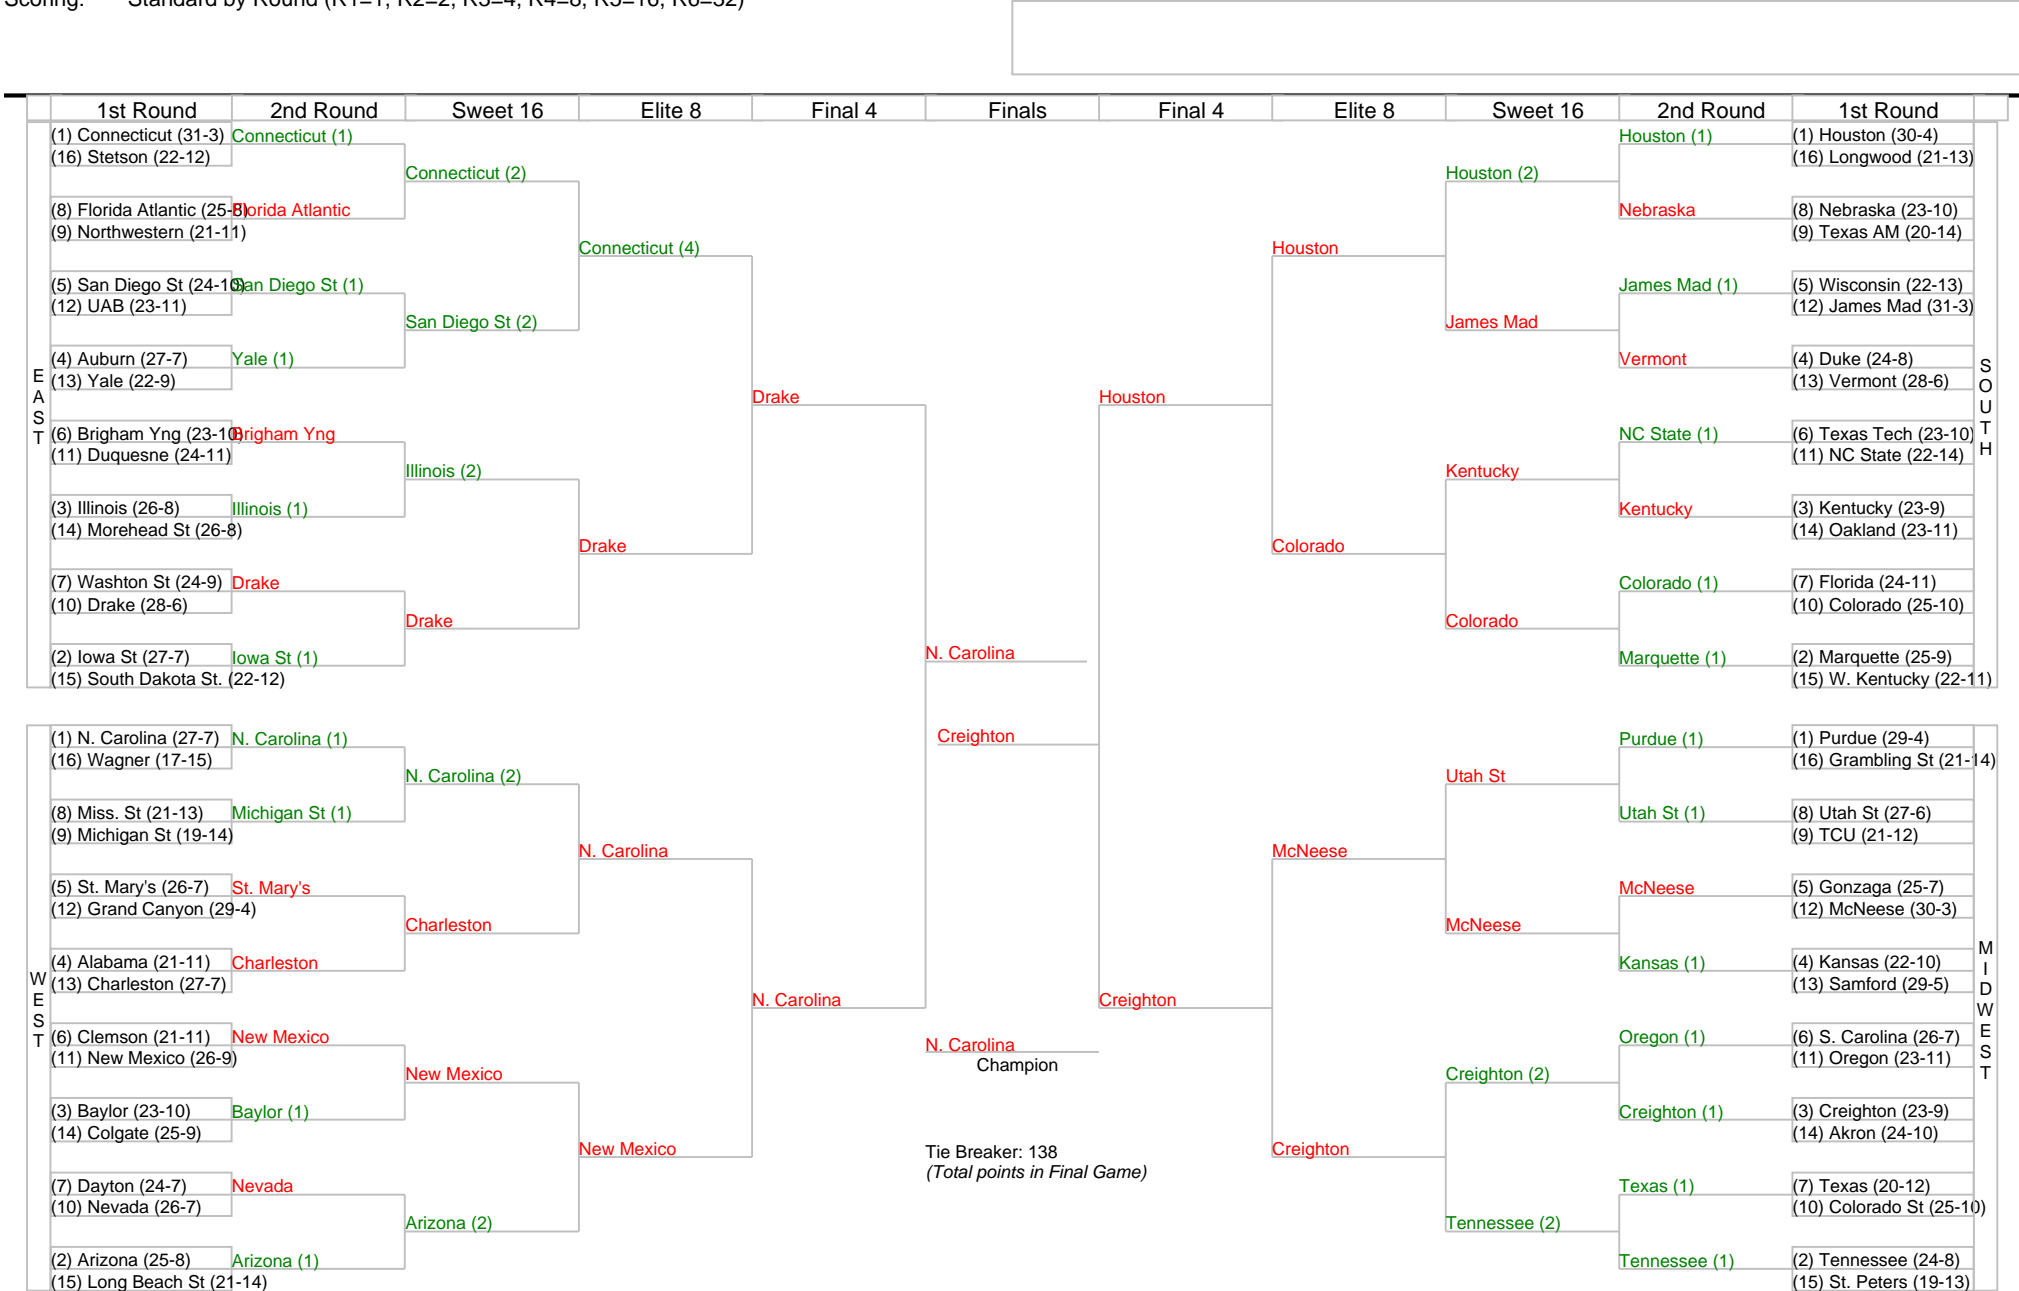 Scoring: Standard by Round (R1=1, R2=2, R3=4, R4=8, R5=16, R6=32)
1st Round 2nd Round Sweet 16 Elite 8 Final 4 Finals Final 4 Elite 8 Sweet 16 2nd Round 1st Round
EAST
(1) Connecticut (31-3)
(16) Stetson (22-12)
(8) Florida Atlantic (25-8)
(9) Northwestern (21-11)
(5) San Diego St (24-10)
(12) UAB (23-11)
(4) Auburn (27-7)
(13) Yale (22-9)
(6) Brigham Yng (23-10)
(11) Duquesne (24-11)
(3) Illinois (26-8)
(14) Morehead St (26-8)
(7) Washton St (24-9)
(10) Drake (28-6)
(2) Iowa St (27-7)
(15) South Dakota St. (22-12)
Connecticut (1)
Florida Atlantic
San Diego St (1)
Yale (1)
Brigham Yng
Illinois (1)
Drake
Iowa St (1)
Connecticut (2)
San Diego St (2)
Illinois (2)
Drake
Connecticut (4)
Drake
Drake
WEST
(1) N. Carolina (27-7)
(16) Wagner (17-15)
(8) Miss. St (21-13)
(9) Michigan St (19-14)
(5) St. Mary's (26-7)
(12) Grand Canyon (29-4)
(4) Alabama (21-11)
(13) Charleston (27-7)
(6) Clemson (21-11)
(11) New Mexico (26-9)
(3) Baylor (23-10)
(14) Colgate (25-9)
(7) Dayton (24-7)
(10) Nevada (26-7)
(2) Arizona (25-8)
(15) Long Beach St (21-14)
N. Carolina (1)
Michigan St (1)
St. Mary's
Charleston
New Mexico
Baylor (1)
Nevada
Arizona (1)
N. Carolina (2)
Charleston
New Mexico
Arizona (2)
N. Carolina
New Mexico
N. Carolina
N. Carolina
Creighton
N. Carolina
Champion
Tie Breaker: 138
(Total points in Final Game)
Houston
Creighton
Houston
Colorado
Houston (2)
James Mad
Kentucky
Colorado
Houston (1)
Nebraska
James Mad (1)
Vermont
NC State (1)
Kentucky
Colorado (1)
Marquette (1)
(1) Houston (30-4)
(16) Longwood (21-13)
(8) Nebraska (23-10)
(9) Texas AM (20-14)
(5) Wisconsin (22-13)
(12) James Mad (31-3)
(4) Duke (24-8)
(13) Vermont (28-6)
(6) Texas Tech (23-10)
(11) NC State (22-14)
(3) Kentucky (23-9)
(14) Oakland (23-11)
(7) Florida (24-11)
(10) Colorado (25-10)
(2) Marquette (25-9)
(15) W. Kentucky (22-11)
SOUTH
McNeese
Creighton
Utah St
McNeese
Creighton (2)
Tennessee (2)
Purdue (1)
Utah St (1)
McNeese
Kansas (1)
Oregon (1)
Creighton (1)
Texas (1)
Tennessee (1)
(1) Purdue (29-4)
(16) Grambling St (21-14)
(8) Utah St (27-6)
(9) TCU (21-12)
(5) Gonzaga (25-7)
(12) McNeese (30-3)
(4) Kansas (22-10)
(13) Samford (29-5)
(6) S. Carolina (26-7)
(11) Oregon (23-11)
(3) Creighton (23-9)
(14) Akron (24-10)
(7) Texas (20-12)
(10) Colorado St (25-10)
(2) Tennessee (24-8)
(15) St. Peters (19-13)
MIDWEST